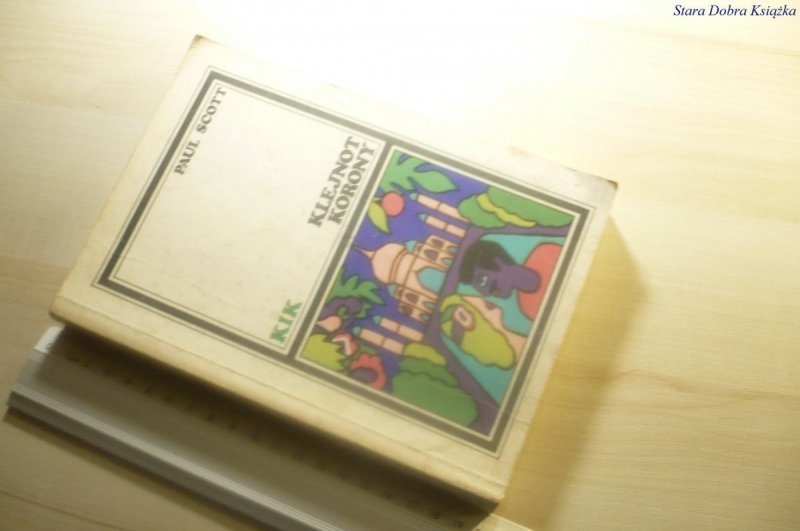 Stara Dobra Książka
PAUL SCOTT
KLEJNOT
KORONY
KIK